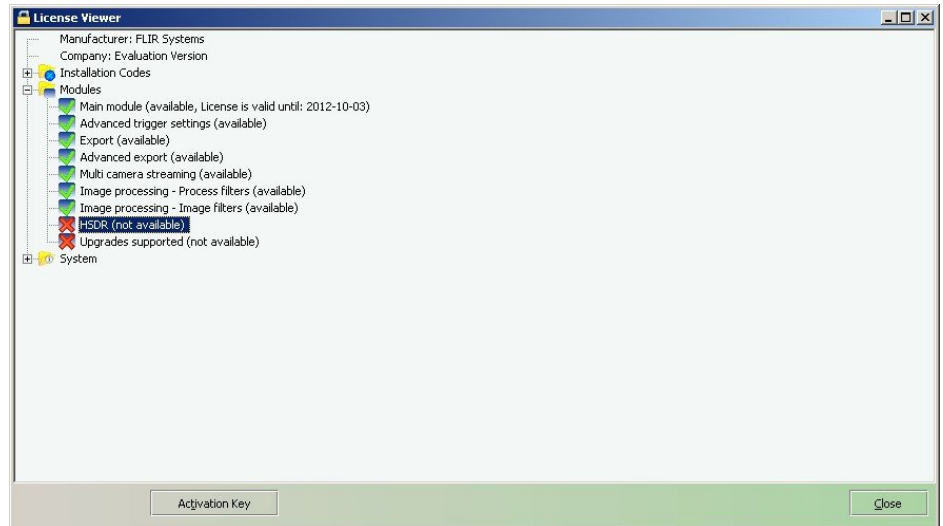 License Viewer
Manufacturer: FLIR Systems
Company: Evaluation Version
Installation Codes
Modules
Main module (available, License is valid until: 2012-10-03)
Advanced trigger settings (available)
Export (available)
Advanced export (available)
Multi camera streaming (available)
Image processing - Process filters (available)
Image processing - Image filters (available)
HSDR (not available)
Upgrades supported (not available)
System
Activation Key
Close